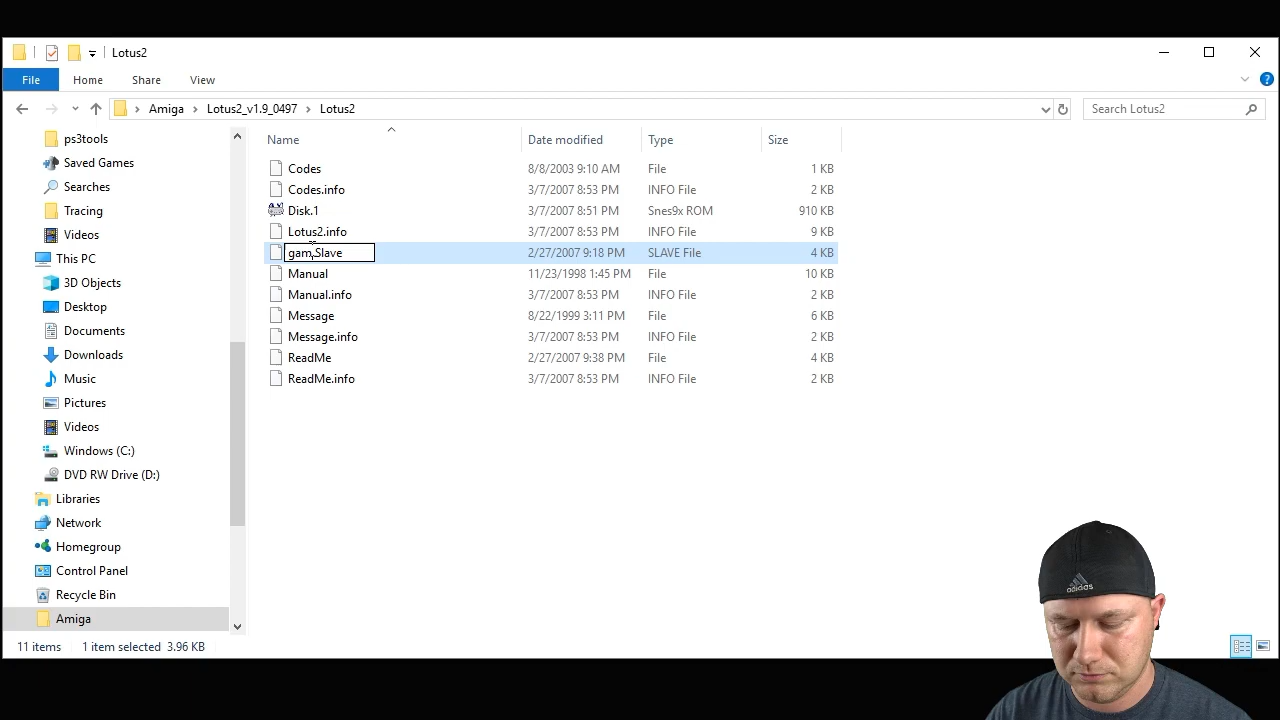 Lotus2
File Home Share View
Amiga Lotus2_v1.9_0497 Lotus2 Search Lotus2
ps3tools
Saved Games
Searches
Tracing
Videos
This PC
3D Objects
Desktop
Documents
Downloads
Music
Pictures
Videos
Windows (C:)
DVD RW Drive (D:)
Libraries
Network
Homegroup
Control Panel
Recycle Bin
Amiga
Name Date modified Type Size
Codes 8/8/2003 9:10 AM File 1 KB
Codes.info 3/7/2007 8:53 PM INFO File 2 KB
Disk.1 3/7/2007 8:51 PM Snes9x ROM 910 KB
Lotus2.info 3/7/2007 8:53 PM INFO File 9 KB
gam.Slave 2/27/2007 9:18 PM SLAVE File 4 KB
Manual 11/23/1998 1:45 PM File 10 KB
Manual.info 3/7/2007 8:53 PM INFO File 2 KB
Message 8/22/1999 3:11 PM File 6 KB
Message.info 3/7/2007 8:53 PM INFO File 2 KB
ReadMe 2/27/2007 9:38 PM File 4 KB
ReadMe.info 3/7/2007 8:53 PM INFO File 2 KB
11 items 1 item selected 3.96 KB
adidas